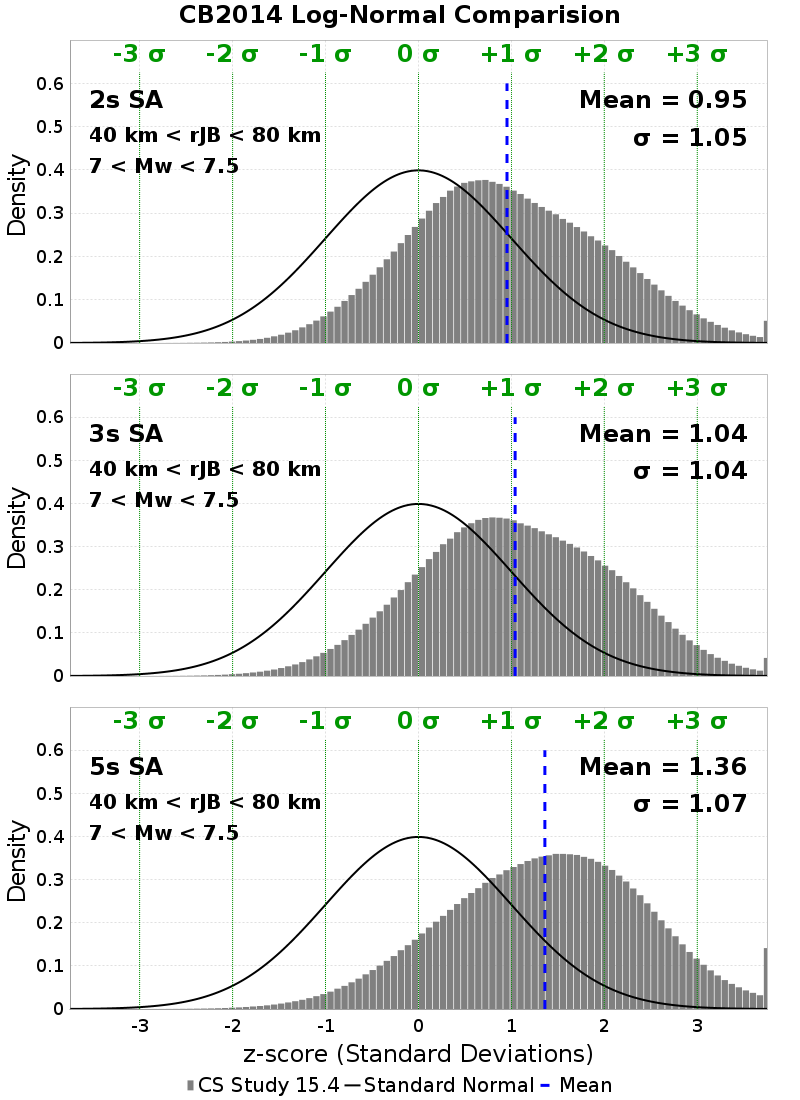 CB2014 Log-Normal Comparision
-3 σ -2 σ -1 σ 0 σ +1 σ +2 σ +3 σ
0.6
2s SA Mean = 0.95
0.5
40 km < rJB < 80 km σ = 1.05
7 < Mw < 7.5
0.4
Density
0.3
0.2
0.1
0
-3 σ -2 σ -1 σ 0 σ +1 σ +2 σ +3 σ
0.6
3s SA Mean = 1.04
0.5
40 km < rJB < 80 km σ = 1.04
7 < Mw < 7.5
0.4
Density
0.3
0.2
0.1
0
-3 σ -2 σ -1 σ 0 σ +1 σ +2 σ +3 σ
0.6
5s SA Mean = 1.36
0.5
40 km < rJB < 80 km σ = 1.07
7 < Mw < 7.5
0.4
Density
0.3
0.2
0.1
0
-3 -2 -1 0 1 2 3
z-score (Standard Deviations)
CS Study 15.4 Standard Normal Mean